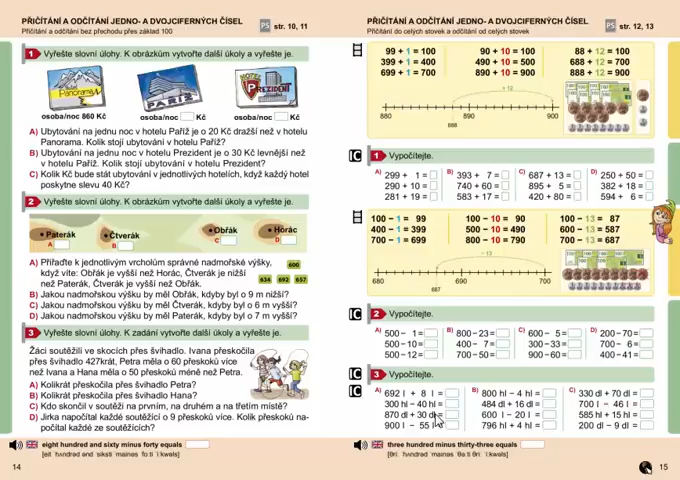 PŘIČÍTÁNÍ A ODČÍTÁNÍ JEDNO- A DVOJCIFERNÝCH ČÍSEL
Přičítání a odčítání bez přechodu přes základ 100
PS str. 10, 11
1 Vyřešte slovní úlohy. K obrázkům vytvořte další úkoly a vyřešte je.
Panorama
PAŘÍŽ
HOTEL PREZIDENT
osoba/noc 860 Kč
osoba/noc Kč
osoba/noc Kč
A) Ubytování na jednu noc v hotelu Paříž je o 20 Kč dražší než v hotelu
Panorama. Kolik stojí ubytování v hotelu Paříž?
B) Ubytování na jednu noc v hotelu Prezident je o 30 Kč levnější než
v hotelu Paříž. Kolik stojí ubytování v hotelu Prezident?
C) Kolik Kč bude stát ubytování v jednotlivých hotelích, když každý hotel
poskytne slevu 40 Kč?
2 Vyřešte slovní úlohy. K obrázkům vytvořte další úkoly a vyřešte je.
Paterák
A
Čtverák
B
Obřák
C
Horác
D
A) Přiřaďte k jednotlivým vrcholům správné nadmořské výšky,
když víte: Obřák je vyšší než Horác, Čtverák je nižší
než Paterák, Čtverák je vyšší než Obřák.
600
634 692 657
B) Jakou nadmořskou výšku by měl Obřák, kdyby byl o 9 m nižší?
C) Jakou nadmořskou výšku by měl Čtverák, kdyby byl o 6 m vyšší?
D) Jakou nadmořskou výšku by měl Paterák, kdyby byl o 7 m vyšší?
3 Vyřešte slovní úlohy. K zadání vytvořte další úkoly a vyřešte je.
Žáci soutěžili ve skocích přes švihadlo. Ivana přeskočila
přes švihadlo 427krát, Petra měla o 60 přeskoků více
než Ivana a Hana měla o 50 přeskoků méně než Petra.
A) Kolikrát přeskočila přes švihadlo Petra?
B) Kolikrát přeskočila přes švihadlo Hana?
C) Kdo skončil v soutěži na prvním, na druhém a na třetím místě?
D) Jirka napočítal každé soutěžící o 9 přeskoků více. Kolik přeskoků na-
počítal každé ze soutěžících?
eight hundred and sixty minus forty equals
14
PŘIČÍTÁNÍ A ODČÍTÁNÍ JEDNO- A DVOJCIFERNÝCH ČÍSEL
Přičítání do celých stovek a odčítání od celých stovek
PS str. 12, 13
99 + 1 = 100 90 + 10 = 100 88 + 12 = 100
399 + 1 = 400 490 + 10 = 500 688 + 12 = 700
699 + 1 = 700 890 + 10 = 900 888 + 12 = 900
+ 12
880 890 900
888
1 Vypočítejte.
A) 299 + 1 = B) 393 + 7 = C) 687 + 13 = D) 250 + 50 =
290 + 10 = 740 + 60 = 895 + 5 = 382 + 18 =
281 + 19 = 583 + 17 = 420 + 80 = 594 + 6 =
100 - 1 = 99 100 - 10 = 90 100 - 13 = 87
400 - 1 = 399 500 - 10 = 490 600 - 13 = 587
700 - 1 = 699 800 - 10 = 790 700 - 13 = 687
- 13
680 690 700
687
2 Vypočítejte.
A) 500 - 1 = B) 800 - 23 = C) 600 - 5 = D) 200 - 70 =
500 - 10 = 400 - 7 = 300 - 33 = 700 - 6 =
500 - 12 = 700 - 50 = 900 - 60 = 400 - 41 =
3 Vypočítejte.
A) 692 l + 8 l = B) 800 hl - 4 hl = C) 330 dl + 70 dl =
300 hl - 40 hl = 484 dl + 16 dl = 700 l - 46 l =
870 dl + 30 dl = 600 l - 20 l = 585 hl + 15 hl =
900 l - 55 l = 796 hl + 4 hl = 200 dl - 9 dl =
three hundred minus thirty-three equals
15